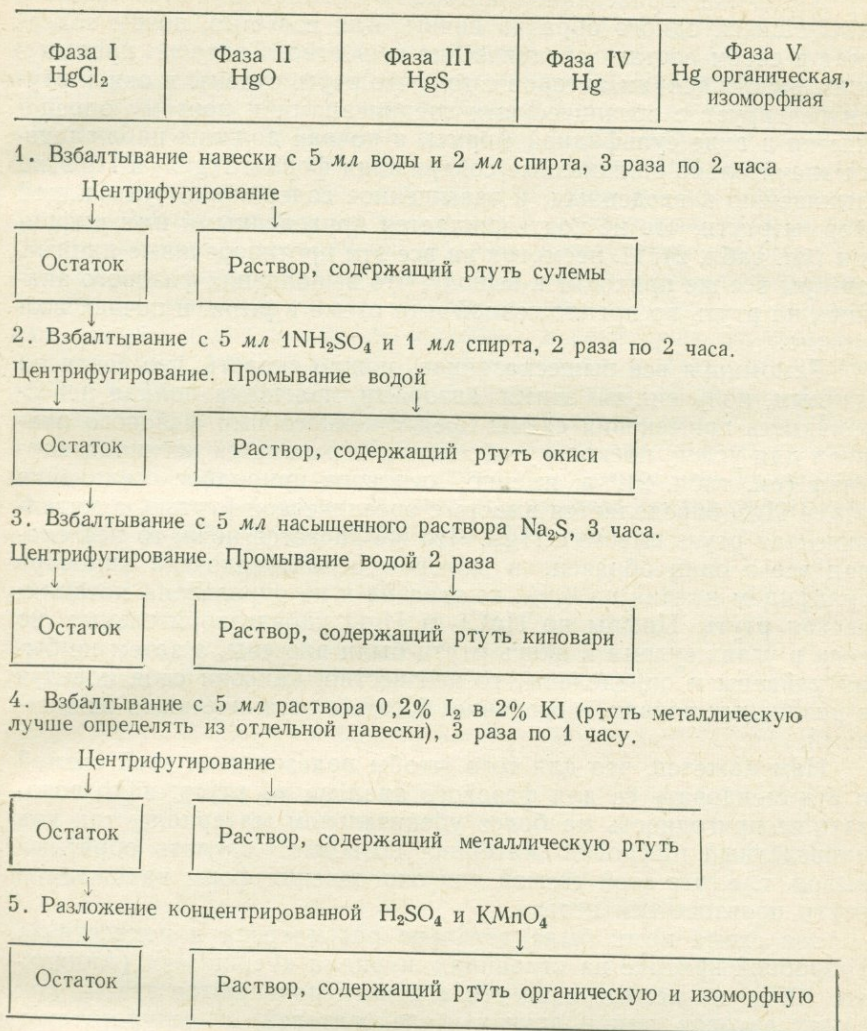 Фаза I Фаза II Фаза III Фаза IV Фаза V
HgCl₂ HgO HgS Hg Hg органическая,
изоморфная
1. Взбалтывание навески с 5 мл воды и 2 мл спирта, 3 раза по 2 часа
Центрифугирование
Остаток Раствор, содержащий ртуть сулемы
2. Взбалтывание с 5 мл 1NH₂SO₄ и 1 мл спирта, 2 раза по 2 часа.
Центрифугирование. Промывание водой
Остаток Раствор, содержащий ртуть окиси
3. Взбалтывание с 5 мл насыщенного раствора Na₂S, 3 часа.
Центрифугирование. Промывание водой 2 раза
Остаток Раствор, содержащий ртуть киновари
4. Взбалтывание с 5 мл раствора 0,2% I₂ в 2% KI (ртуть металлическую
лучше определять из отдельной навески), 3 раза по 1 часу.
Центрифугирование
Остаток Раствор, содержащий металлическую ртуть
5. Разложение концентрированной H₂SO₄ и KMnO₄
Остаток Раствор, содержащий ртуть органическую и изоморфную